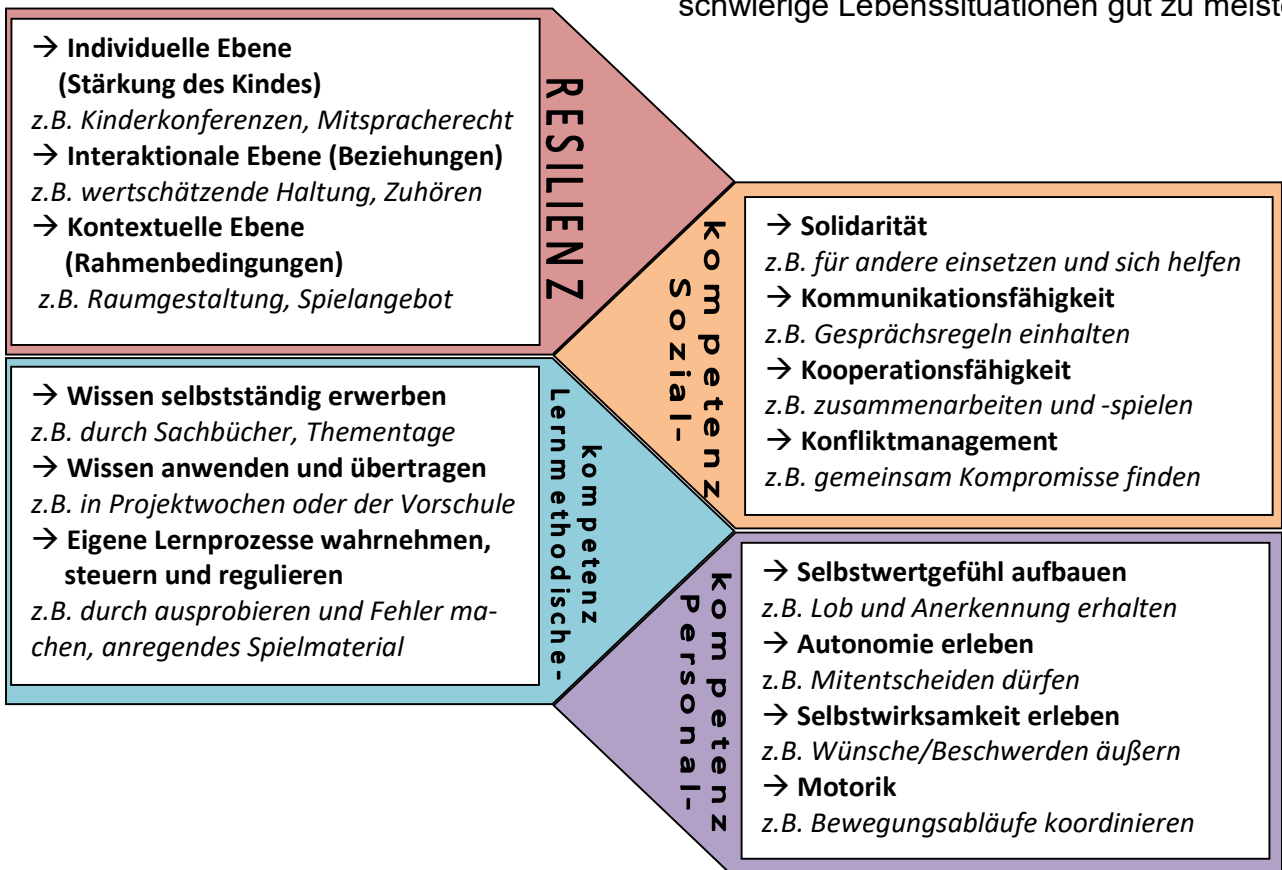 schwierige Lebenssituationen gut zu meiste
→ Individuelle Ebene
(Stärkung des Kindes)
z.B. Kinderkonferenzen, Mitspracherecht
→ Interaktionale Ebene (Beziehungen)
z.B. wertschätzende Haltung, Zuhören
→ Kontextuelle Ebene
(Rahmenbedingungen)
z.B. Raumgestaltung, Spielangebot
RESILIENZ
Sozial-
kompetenz
→ Solidarität
z.B. für andere einsetzen und sich helfen
→ Kommunikationsfähigkeit
z.B. Gesprächsregeln einhalten
→ Kooperationsfähigkeit
z.B. zusammenarbeiten und -spielen
→ Konfliktmanagement
z.B. gemeinsam Kompromisse finden
→ Wissen selbstständig erwerben
z.B. durch Sachbücher, Thementage
→ Wissen anwenden und übertragen
z.B. in Projektwochen oder der Vorschule
→ Eigene Lernprozesse wahrnehmen,
steuern und regulieren
z.B. durch ausprobieren und Fehler ma-
chen, anregendes Spielmaterial
Lernmethodische-
kompetenz
Personal-
kompetenz
→ Selbstwertgefühl aufbauen
z.B. Lob und Anerkennung erhalten
→ Autonomie erleben
z.B. Mitentscheiden dürfen
→ Selbstwirksamkeit erleben
z.B. Wünsche/Beschwerden äußern
→ Motorik
z.B. Bewegungsabläufe koordinieren